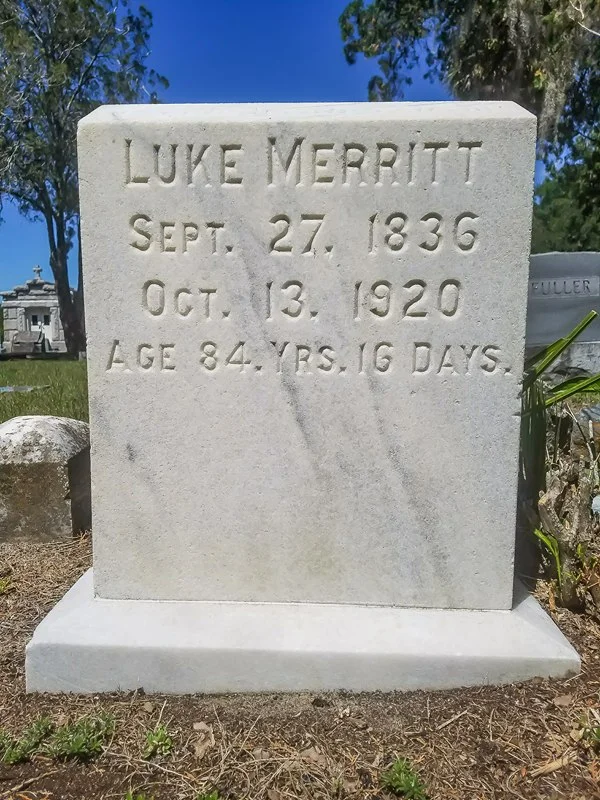 LUKE MERRITT
SEPT. 27, 1836
OCT. 13, 1920
AGE 84.YRS.16 DAYS.
FULLER